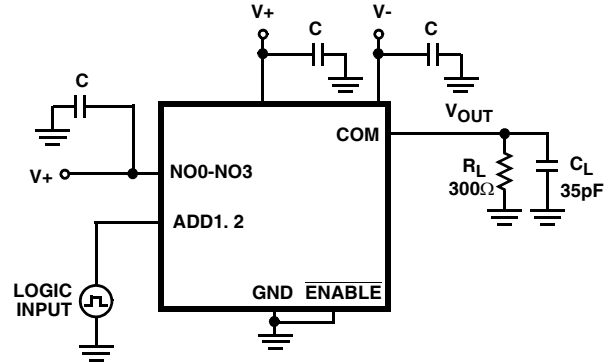 V+
V-
C
C
C
V+
NO0-NO3
ADD1. 2
COM
VOUT
RL
300Ω
CL
35pF
LOGIC
INPUT
GND
ENABLE